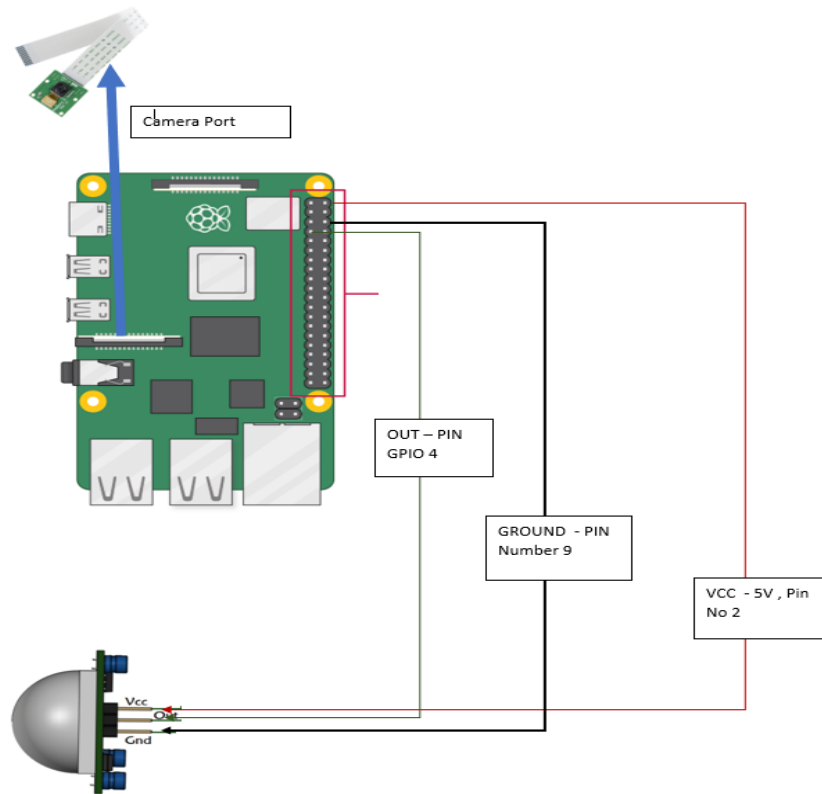 Camera Port
OUT – PIN
GPIO 4
GROUND - PIN
Number 9
VCC - 5V , Pin
No 2
Vcc
Out
Gnd